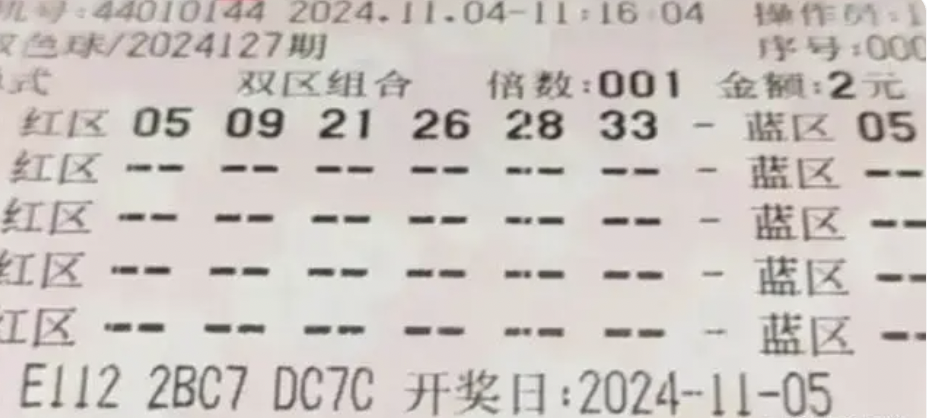 机号:44010144 2024.11.04-11:16:04 操作员:1
双色球/2024127期 序号:000
式 双区组合 倍数:001 金额:2元
红区 05 09 21 26 28 33 - 蓝区 05
红区 -- -- -- -- -- -- - 蓝区 --
红区 -- -- -- -- -- -- - 蓝区 --
红区 -- -- -- -- -- -- - 蓝区 --
红区 -- -- -- -- -- -- - 蓝区 --
E112 2BC7 DC7C 开奖日:2024-11-05